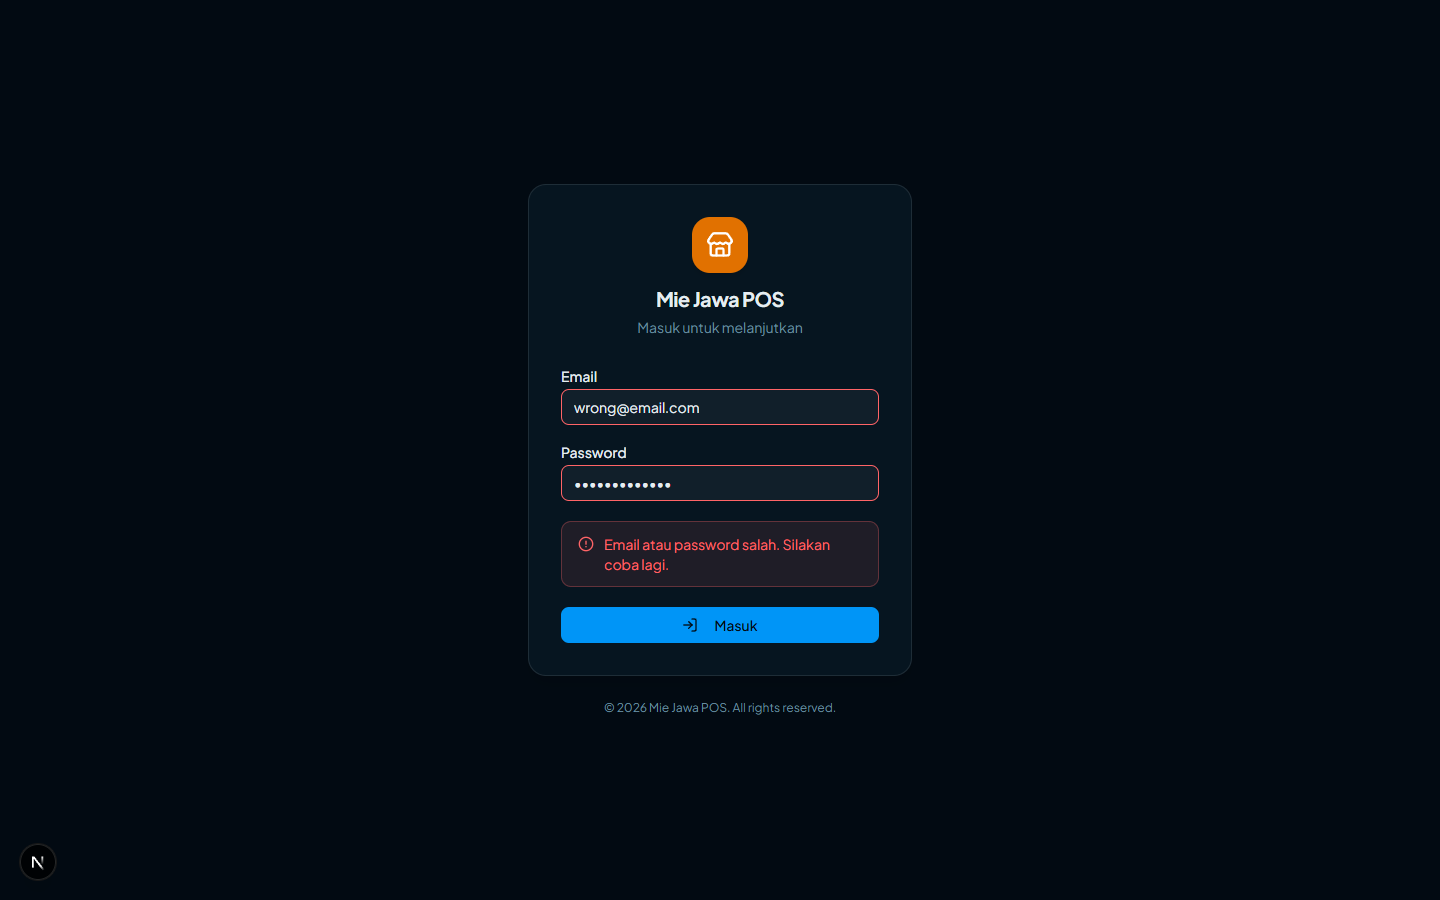 Mie Jawa POS
Masuk untuk melanjutkan
Email
wrong@email.com
Password
•••••••••••••
Email atau password salah. Silakan
coba lagi.
Masuk
© 2026 Mie Jawa POS. All rights reserved.
N